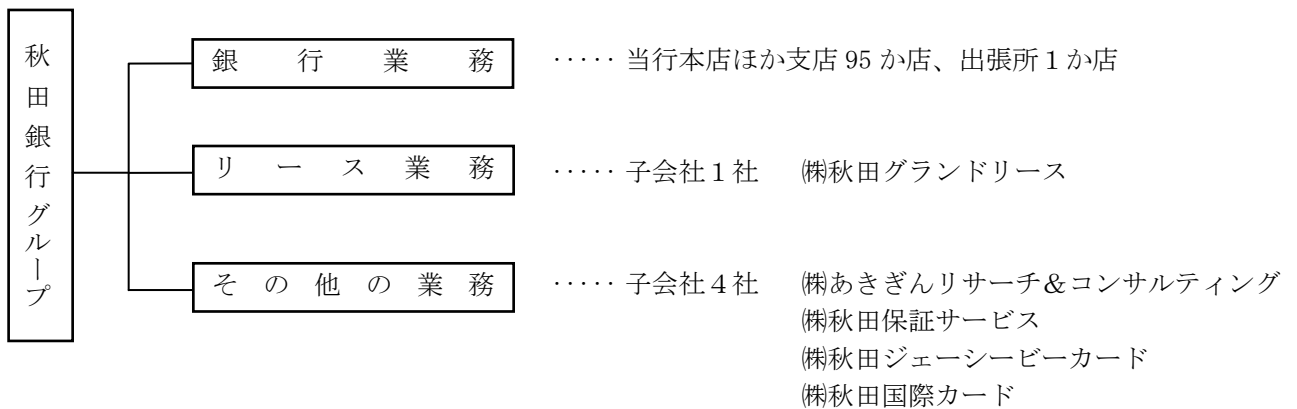 秋田銀行グループ
銀行業務 ‥‥‥ 当行本店ほか支店 95 か店、出張所１か店
リース業務 ‥‥‥ 子会社１社 ㈱秋田グランドリース
その他の業務 ‥‥‥ 子会社４社 ㈱あきぎんリサーチ＆コンサルティング
㈱秋田保証サービス
㈱秋田ジェーシービーカード
㈱秋田国際カード